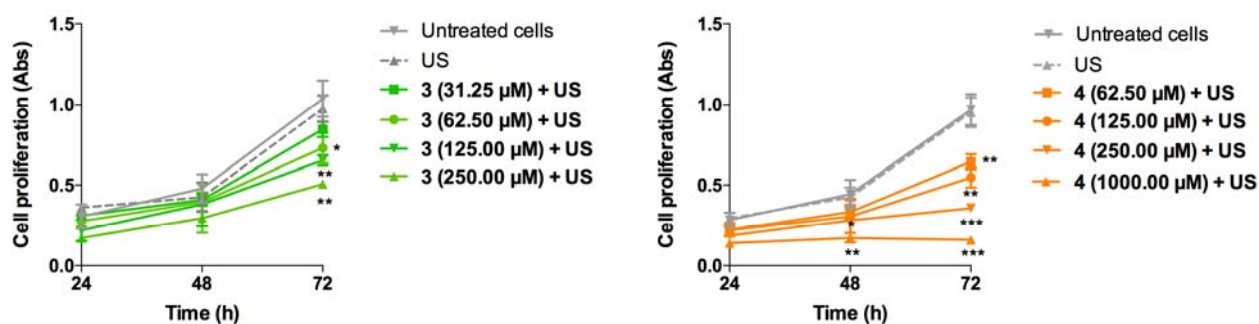 1.5
1.0
0.5
0.0
Cell proliferation (Abs)
24
48
72
Time (h)
*
**
**
Untreated cells
US
3 (31.25 µM) + US
3 (62.50 µM) + US
3 (125.00 µM) + US
3 (250.00 µM) + US
1.5
1.0
0.5
0.0
Cell proliferation (Abs)
24
48
72
Time (h)
**
**
*
***
**
***
Untreated cells
US
4 (62.50 µM) + US
4 (125.00 µM) + US
4 (250.00 µM) + US
4 (1000.00 µM) + US